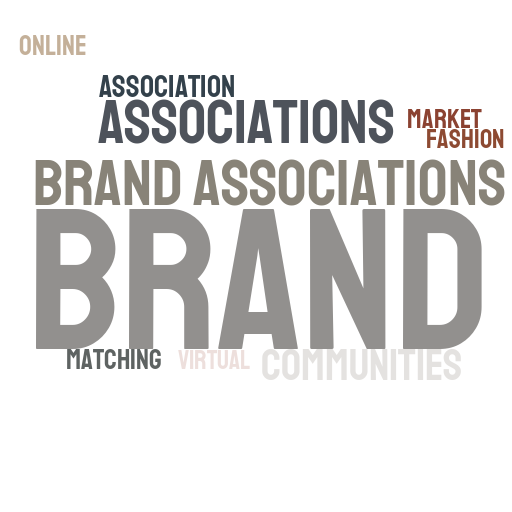 ONLINE
ASSOCIATION
ASSOCIATIONS
MARKET
FASHION
BRAND ASSOCIATIONS
BRAND
MATCHING VIRTUAL COMMUNITIES